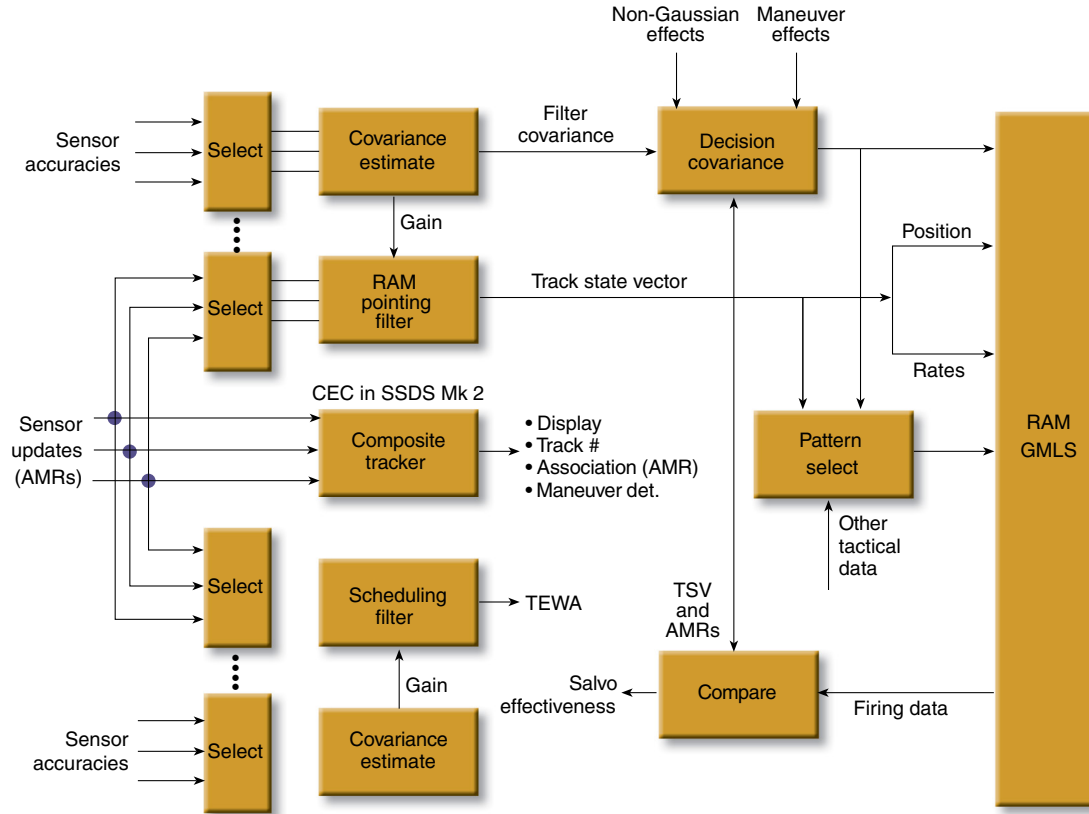 Non-Gaussian
effects
Maneuver
effects
Sensor
accuracies
Select
Covariance
estimate
Filter
covariance
Decision
covariance
Gain
Select
RAM
pointing
filter
Track state vector
Position
Rates
RAM
GMLS
CEC in SSDS Mk 2
Sensor
updates
(AMRs)
Composite
tracker
• Display
• Track #
• Association (AMR)
• Maneuver det.
Pattern
select
Other
tactical
data
Select
Scheduling
filter
TEWA
TSV
and
AMRs
Gain
Salvo
effectiveness
Compare
Firing data
Sensor
accuracies
Select
Covariance
estimate